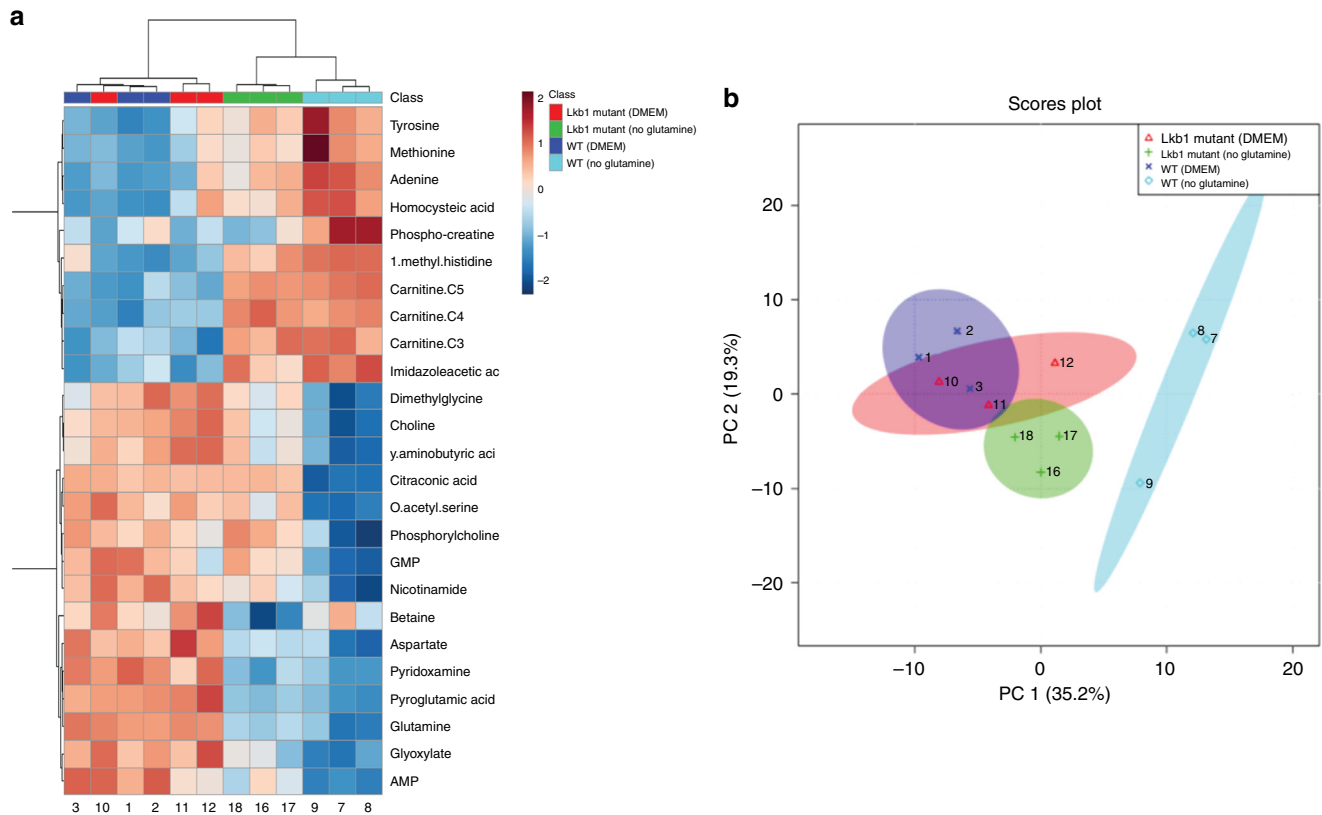 a
Class
Tyrosine
Methionine
Adenine
Homocysteic acid
Phospho-creatine
1.methyl.histidine
Carnitine.C5
Carnitine.C4
Carnitine.C3
Imidazoleacetic ac
Dimethylglycine
Choline
y.aminobutyric aci
Citraconic acid
O.acetyl.serine
Phosphorylcholine
GMP
Nicotinamide
Betaine
Aspartate
Pyridoxamine
Pyroglutamic acid
Glutamine
Glyoxylate
AMP
3 10 1 2 11 12 18 16 17 9 7 8
2
1
0
−1
−2
Class
Lkb1 mutant (DMEM)
Lkb1 mutant (no glutamine)
WT (DMEM)
WT (no glutamine)
b
Scores plot
Lkb1 mutant (DMEM)
Lkb1 mutant (no glutamine)
WT (DMEM)
WT (no glutamine)
PC 2 (19.3%)
20
10
0
−10
−20
2
1
10
3
11
12
18
17
16
8
7
9
−10 0 10 20
PC 1 (35.2%)